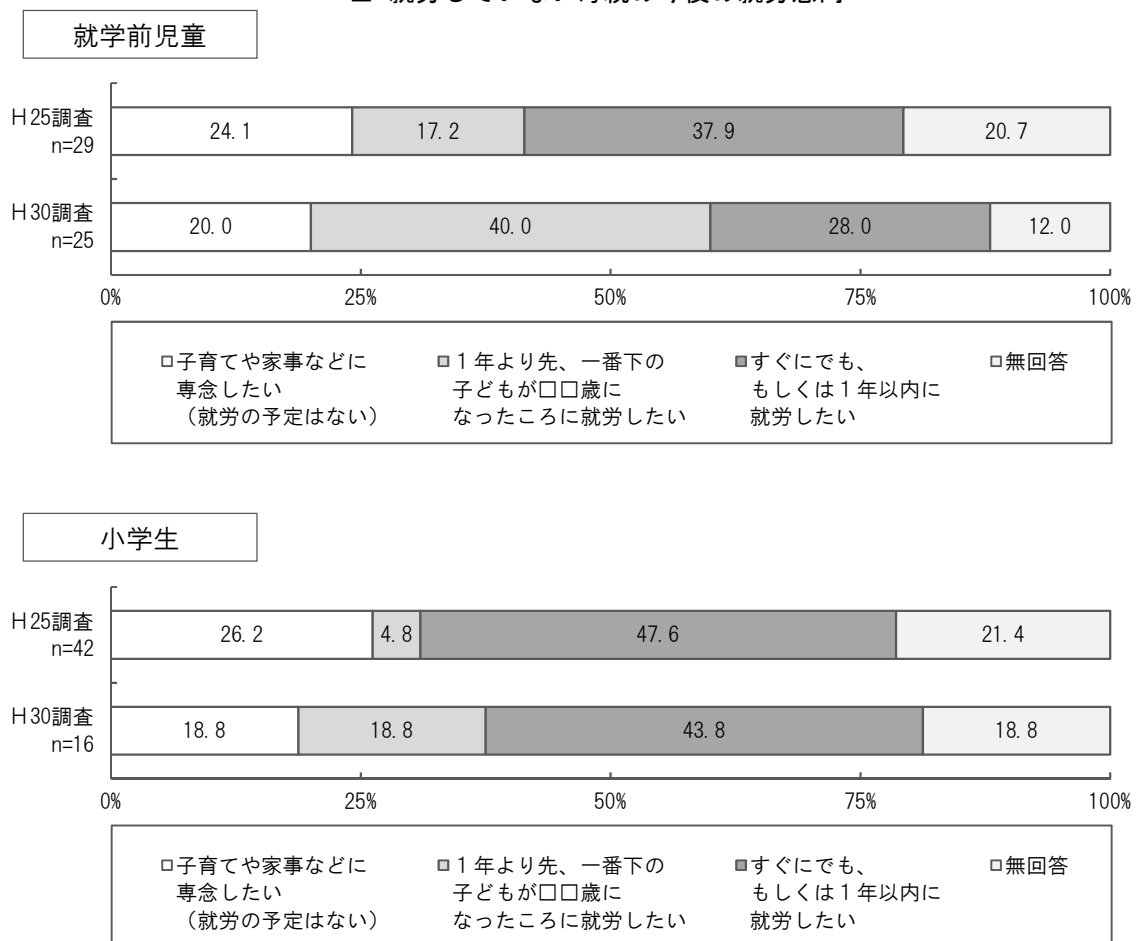 就学前児童
H25調査
n=29
24.1
17.2
37.9
20.7
H30調査
n=25
20.0
40.0
28.0
12.0
0%
25%
50%
75%
100%
子育てや家事などに
専念したい
（就労の予定はない）
1年より先、一番下の
子どもが□□歳に
なったころに就労したい
すぐにでも、
もしくは1年以内に
就労したい
無回答
小学生
H25調査
n=42
26.2
4.8
47.6
21.4
H30調査
n=16
18.8
18.8
43.8
18.8
0%
25%
50%
75%
100%
子育てや家事などに
専念したい
（就労の予定はない）
1年より先、一番下の
子どもが□□歳に
なったころに就労したい
すぐにでも、
もしくは1年以内に
就労したい
無回答